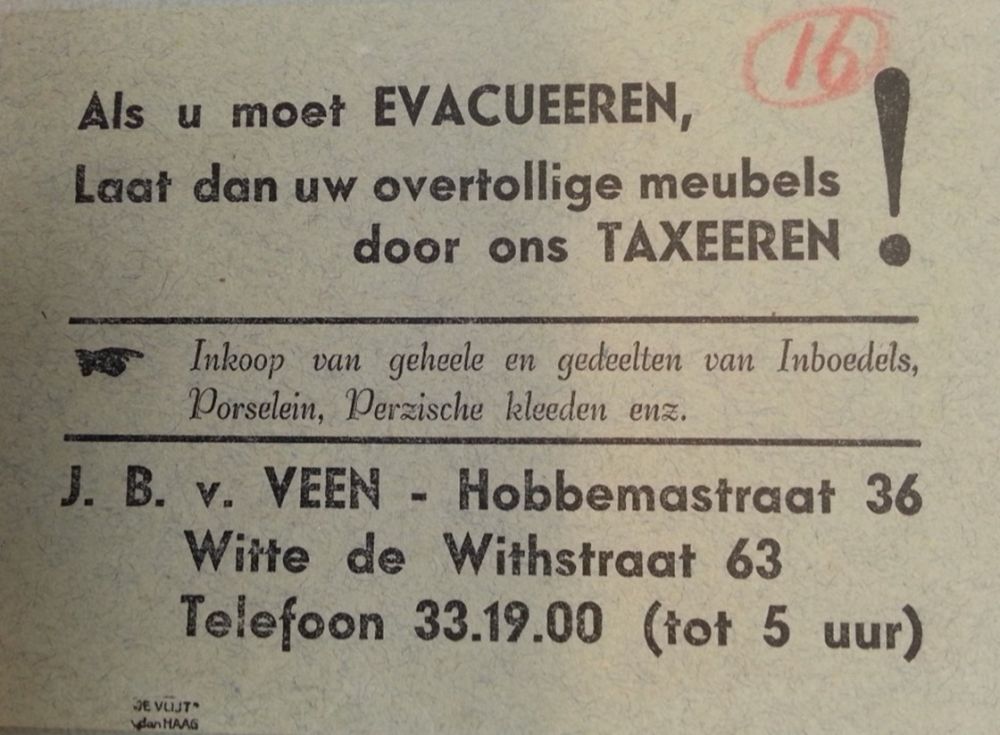 16
Als u moet EVACUEEREN,
Laat dan uw overtollige meubels
door ons TAXEEREN !
Inkoop van geheele en gedeelten van Inboedels,
Porselein, Perzische kleeden enz.
J. B. v. VEEN - Hobbemastraat 36
Witte de Withstraat 63
Telefoon 33.19.00 (tot 5 uur)
DE VLIJT"
den HAAG